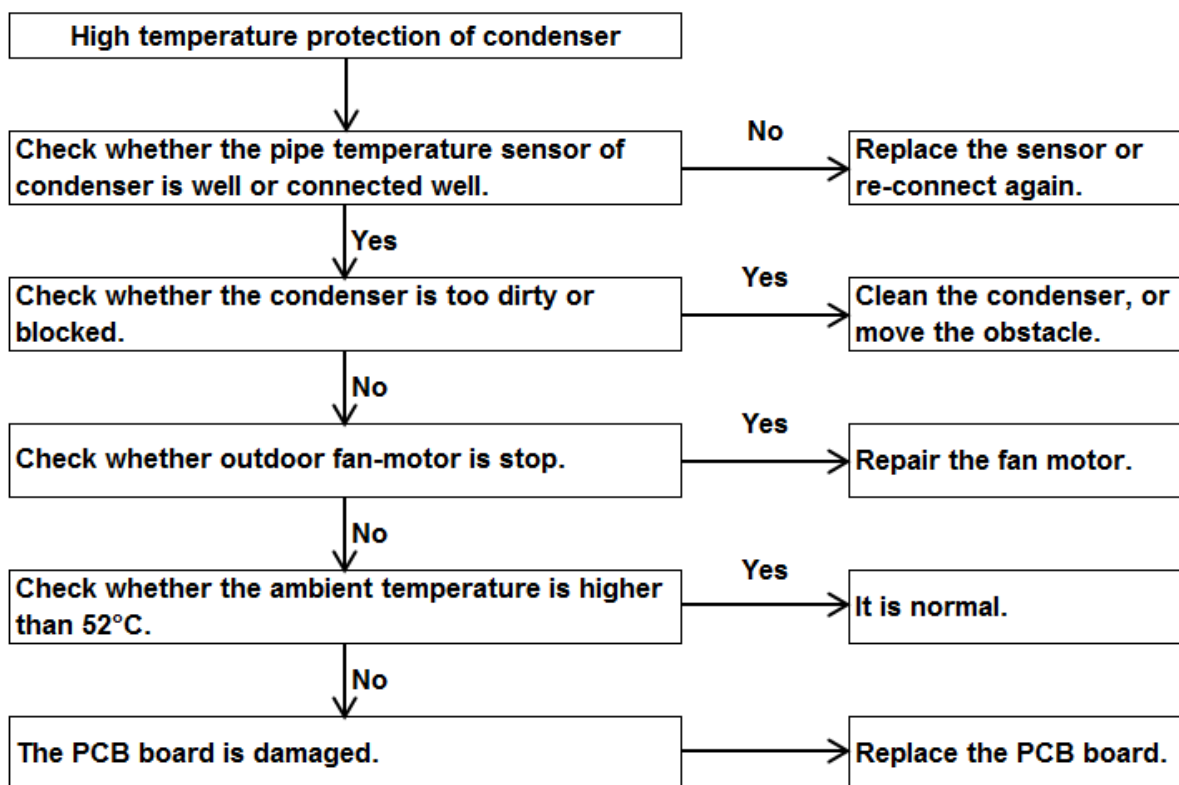 High temperature protection of condenser
Check whether the pipe temperature sensor of
condenser is well or connected well.
No
Replace the sensor or
re-connect again.
Yes
Check whether the condenser is too dirty or
blocked.
Yes
Clean the condenser, or
move the obstacle.
No
Check whether outdoor fan-motor is stop.
Yes
Repair the fan motor.
No
Check whether the ambient temperature is higher
than 52°C.
Yes
It is normal.
No
The PCB board is damaged.
Replace the PCB board.